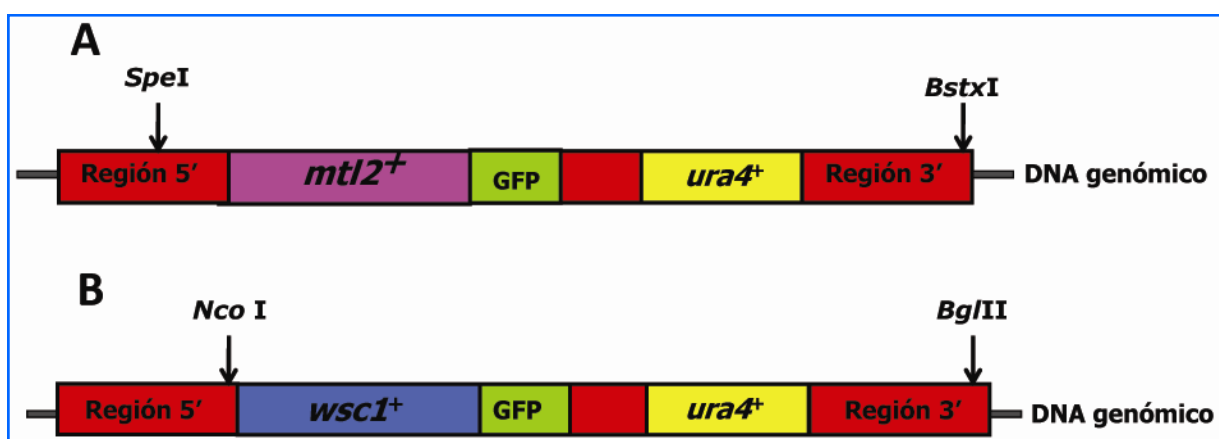 A
SpeI
BstxI
Región 5’ mtl2+ GFP ura4+ Región 3’ DNA genómico
B
Nco I
BglII
Región 5’ wsc1+ GFP ura4+ Región 3’ DNA genómico